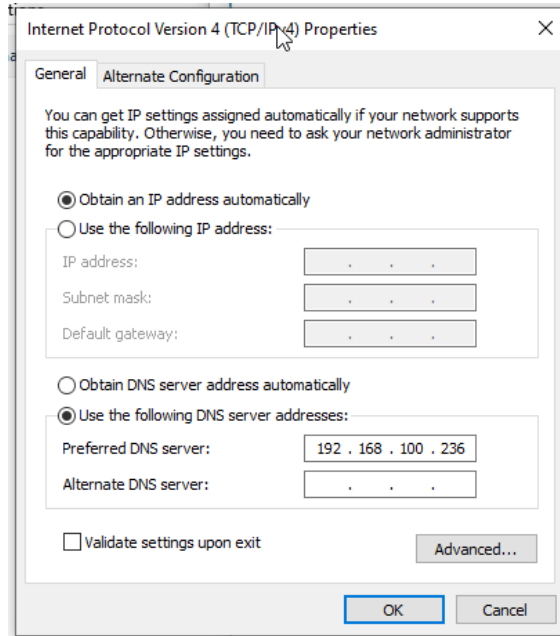 Internet Protocol Version 4 (TCP/IPv4) Properties
General
Alternate Configuration
You can get IP settings assigned automatically if your network supports
this capability. Otherwise, you need to ask your network administrator
for the appropriate IP settings.
Obtain an IP address automatically
Use the following IP address:
IP address:
. . .
Subnet mask:
. . .
Default gateway:
. . .
Obtain DNS server address automatically
Use the following DNS server addresses:
Preferred DNS server:
192 . 168 . 100 . 236
Alternate DNS server:
. . .
Validate settings upon exit
Advanced...
OK
Cancel